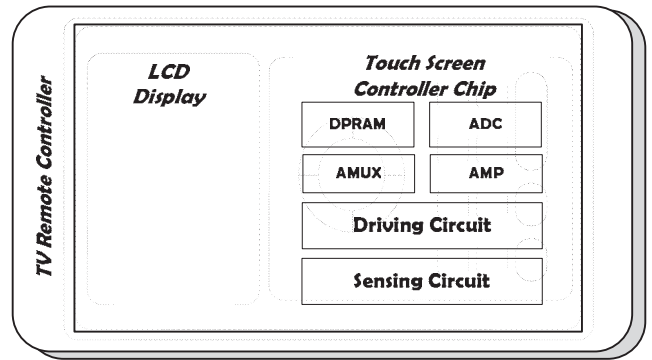 TV Remote Controller
LCD
Display
Touch Screen
Controller Chip
DPRAM
ADC
AMUX
AMP
Driving Circuit
Sensing Circuit